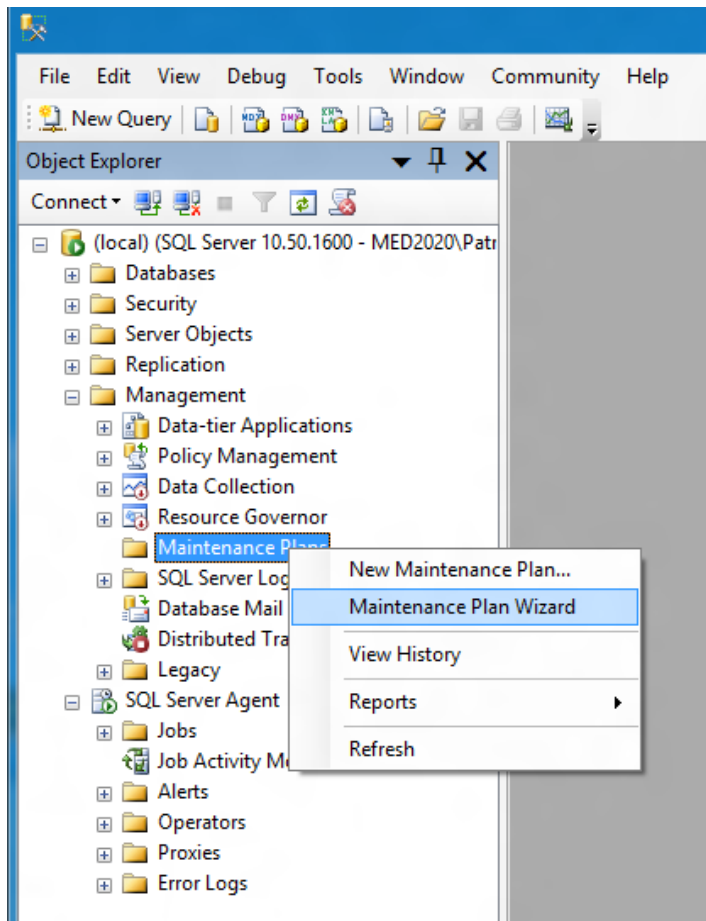 File Edit View Debug Tools Window Community Help
New Query
Object Explorer
Connect
(local) (SQL Server 10.50.1600 - MED2020\Patr
Databases
Security
Server Objects
Replication
Management
Data-tier Applications
Policy Management
Data Collection
Resource Governor
Maintenance Plans
SQL Server Log
Database Mail
Distributed Tra
Legacy
SQL Server Agent
Jobs
Job Activity M
Alerts
Operators
Proxies
Error Logs
New Maintenance Plan...
Maintenance Plan Wizard
View History
Reports
Refresh